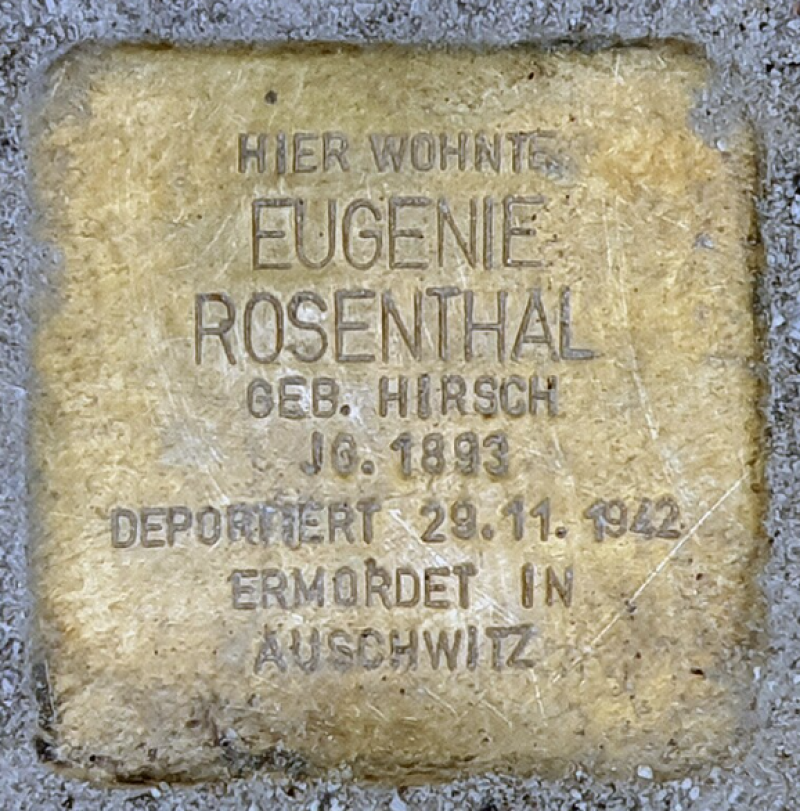 HIER WOHNTE
EUGENIE
ROSENTHAL
GEB. HIRSCH
JG. 1893
DEPORTIERT 29.11.1942
ERMORDET IN
AUSCHWITZ